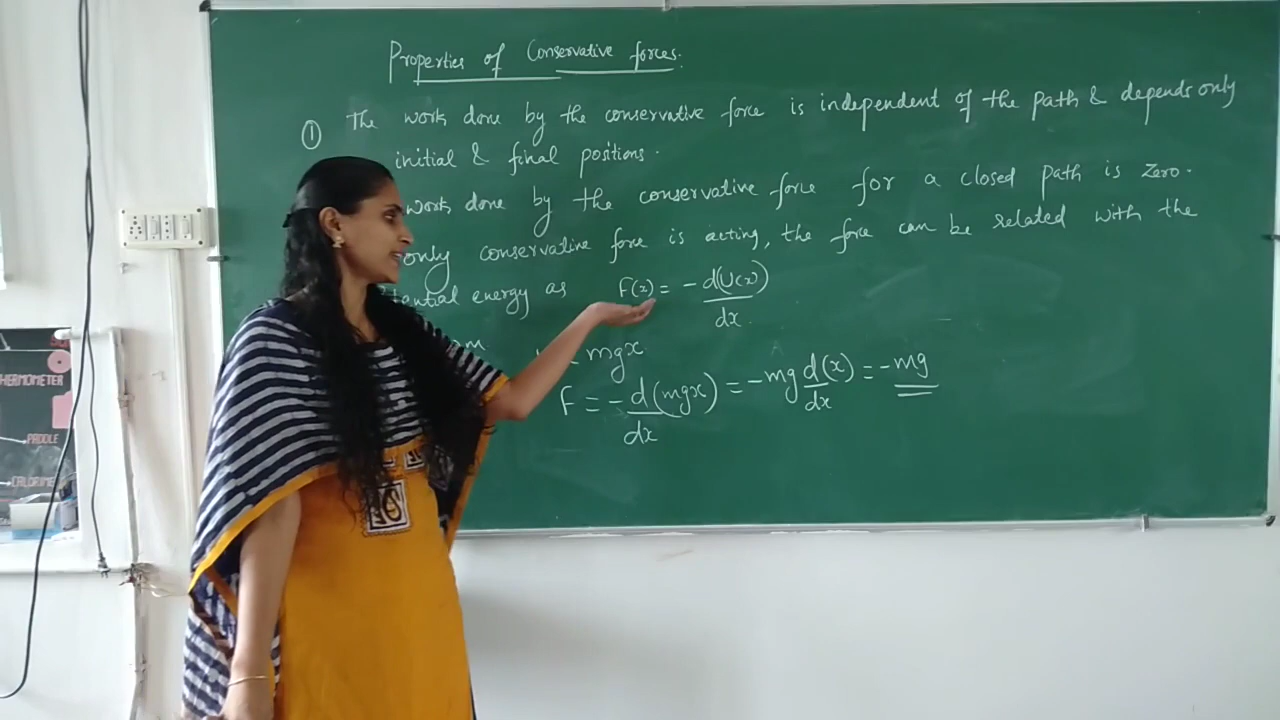 Properties of Conservative forces.
① The work done by the conservative force is independent of the path & depends only
initial & final positions.
work done by the conservative force for a closed path is zero.
only conservative force is acting, the force can be related with the
tential energy as F(x) = - d(U(x))/dx
= mgx
F = - d/dx (mgx) = -mg d(x)/dx = -mg
THERMOMETER
PADDLE
CALORIME